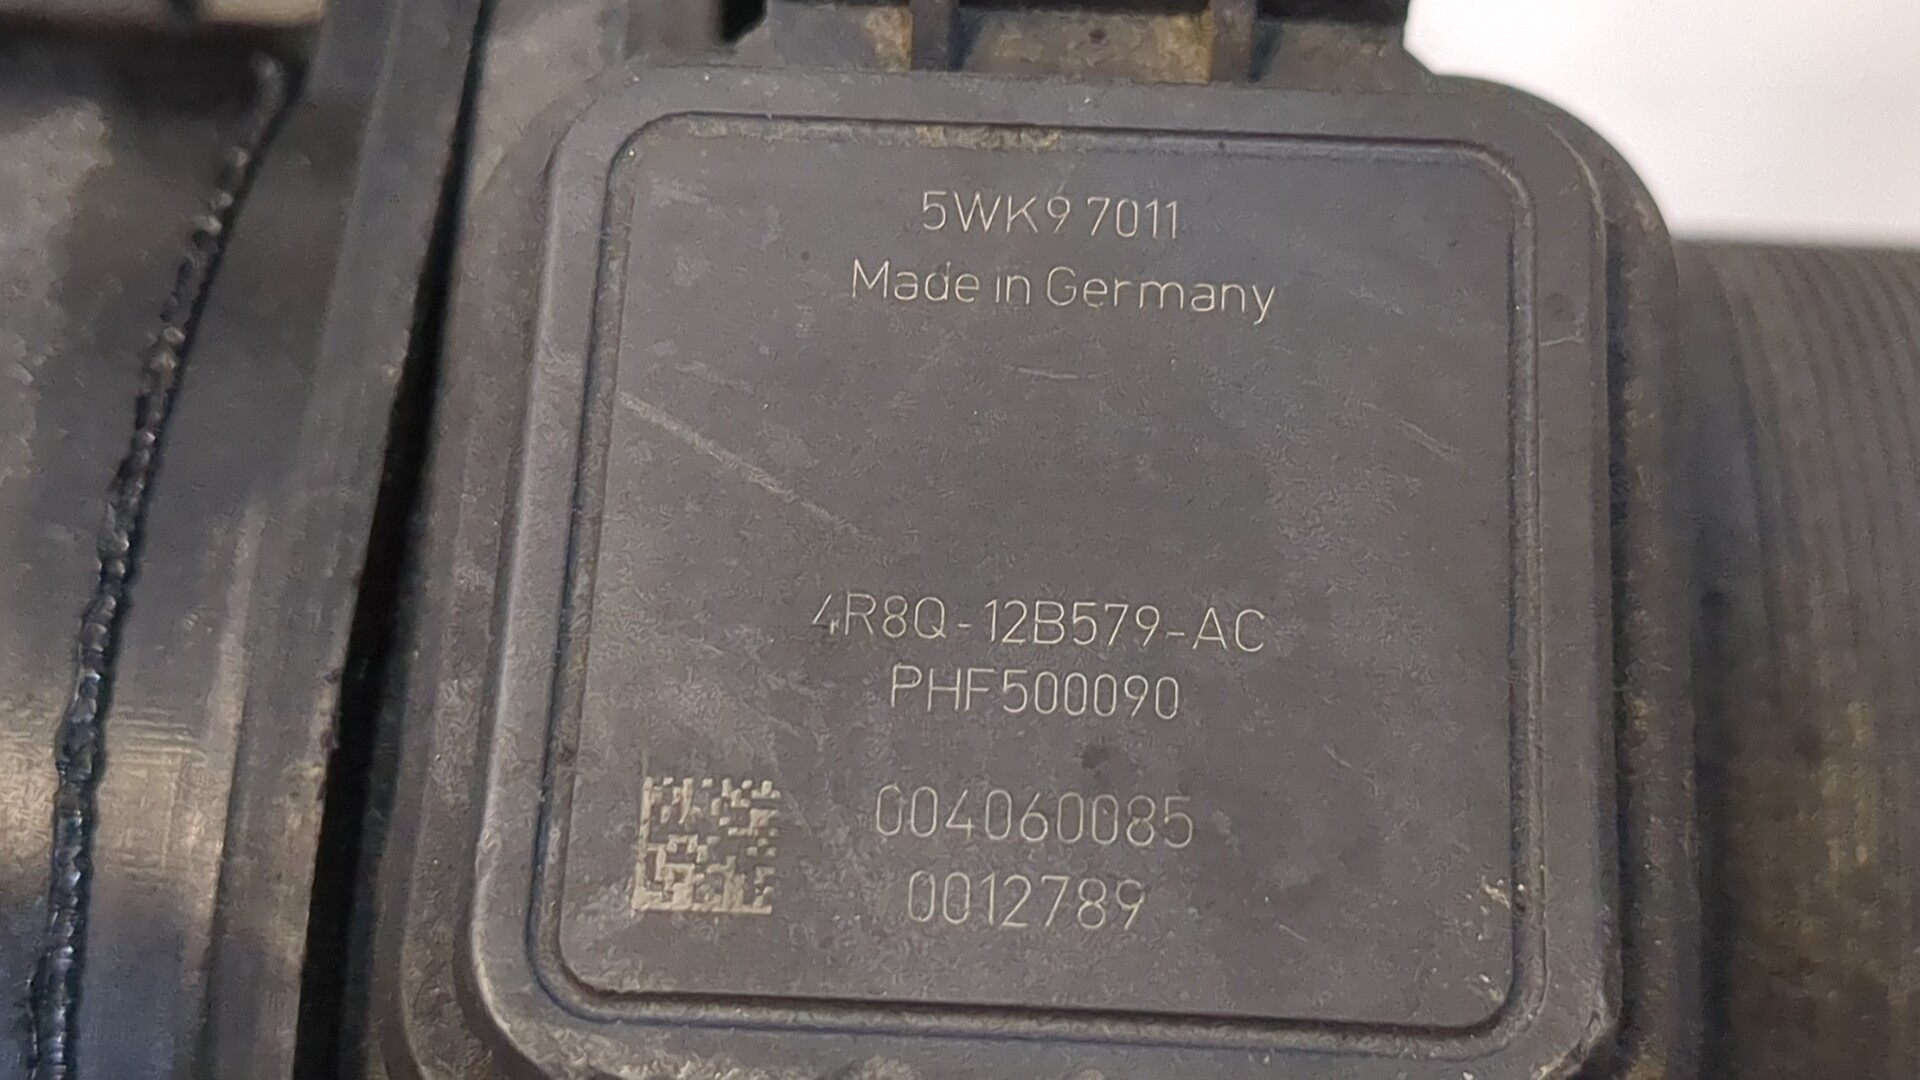 5WK9 7011
Made in Germany
4R8Q-12B579-AC
PHF500090
004060085
0012789